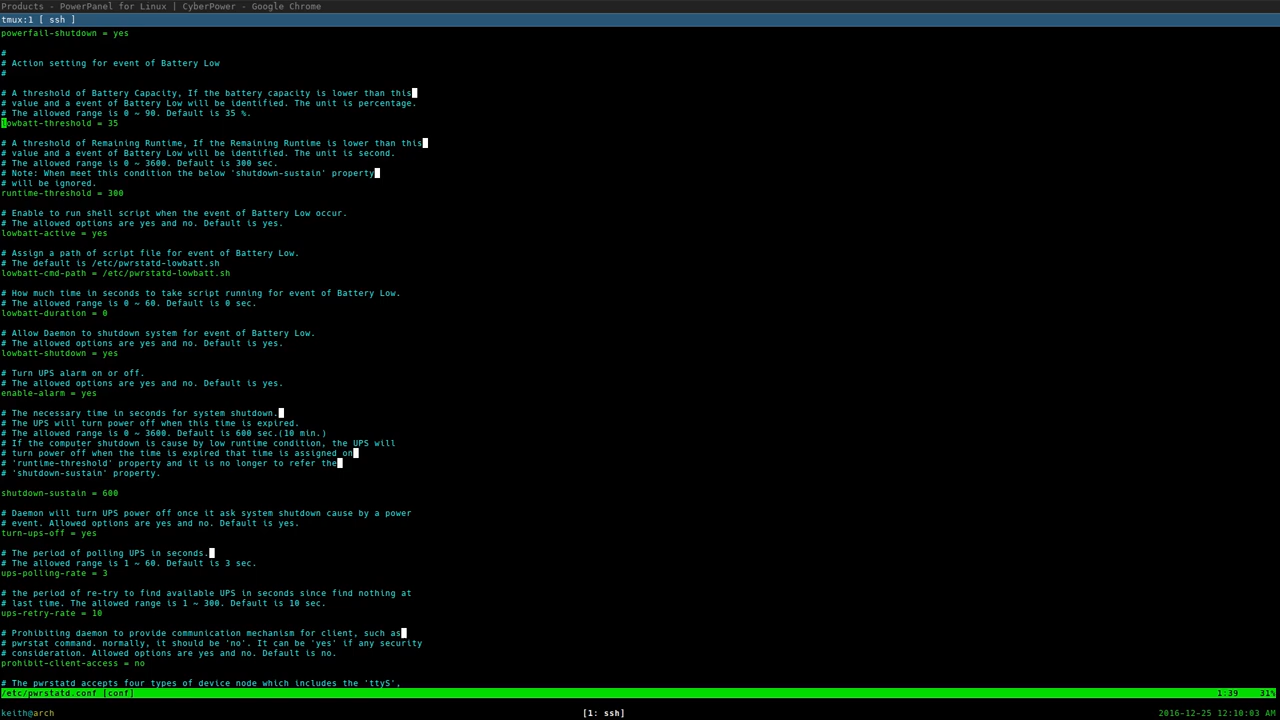 Products - PowerPanel for Linux | CyberPower - Google Chrome
tmux:1 [ ssh ]
powerfail-shutdown = yes
#
# Action setting for event of Battery Low
#
# A threshold of Battery Capacity, If the battery capacity is lower than this
# value and a event of Battery Low will be identified. The unit is percentage.
# The allowed range is 0 ~ 90. Default is 35 %.
lowbatt-threshold = 35
# A threshold of Remaining Runtime, If the Remaining Runtime is lower than this
# value and a event of Battery Low will be identified. The unit is second.
# The allowed range is 0 ~ 3600. Default is 300 sec.
# Note: When meet this condition the below 'shutdown-sustain' property
# will be ignored.
runtime-threshold = 300
# Enable to run shell script when the event of Battery Low occur.
# The allowed options are yes and no. Default is yes.
lowbatt-active = yes
# Assign a path of script file for event of Battery Low.
# The default is /etc/pwrstatd-lowbatt.sh
lowbatt-cmd-path = /etc/pwrstatd-lowbatt.sh
# How much time in seconds to take script running for event of Battery Low.
# The allowed range is 0 ~ 60. Default is 0 sec.
lowbatt-duration = 0
# Allow Daemon to shutdown system for event of Battery Low.
# The allowed options are yes and no. Default is yes.
lowbatt-shutdown = yes
# Turn UPS alarm on or off.
# The allowed options are yes and no. Default is yes.
enable-alarm = yes
# The necessary time in seconds for system shutdown.
# The UPS will turn power off when this time is expired.
# The allowed range is 0 ~ 3600. Default is 600 sec.(10 min.)
# If the computer shutdown is cause by low runtime condition, the UPS will
# turn power off when the time is expired that time is assigned on
# 'runtime-threshold' property and it is no longer to refer the
# 'shutdown-sustain' property.
shutdown-sustain = 600
# Daemon will turn UPS power off once it ask system shutdown cause by a power
# event. Allowed options are yes and no. Default is yes.
turn-ups-off = yes
# The period of polling UPS in seconds.
# The allowed range is 1 ~ 60. Default is 3 sec.
ups-polling-rate = 3
# the period of re-try to find available UPS in seconds since find nothing at
# last time. The allowed range is 1 ~ 300. Default is 10 sec.
ups-retry-rate = 10
# Prohibiting daemon to provide communication mechanism for client, such as
# pwrstat command. normally, it should be 'no'. It can be 'yes' if any security
# consideration. Allowed options are yes and no. Default is no.
prohibit-client-access = no
# The pwrstatd accepts four types of device node which includes the 'ttyS',
/etc/pwrstatd.conf [conf] 1:39 31%
keith@arch [1: ssh] 2016-12-25 12:10:03 AM